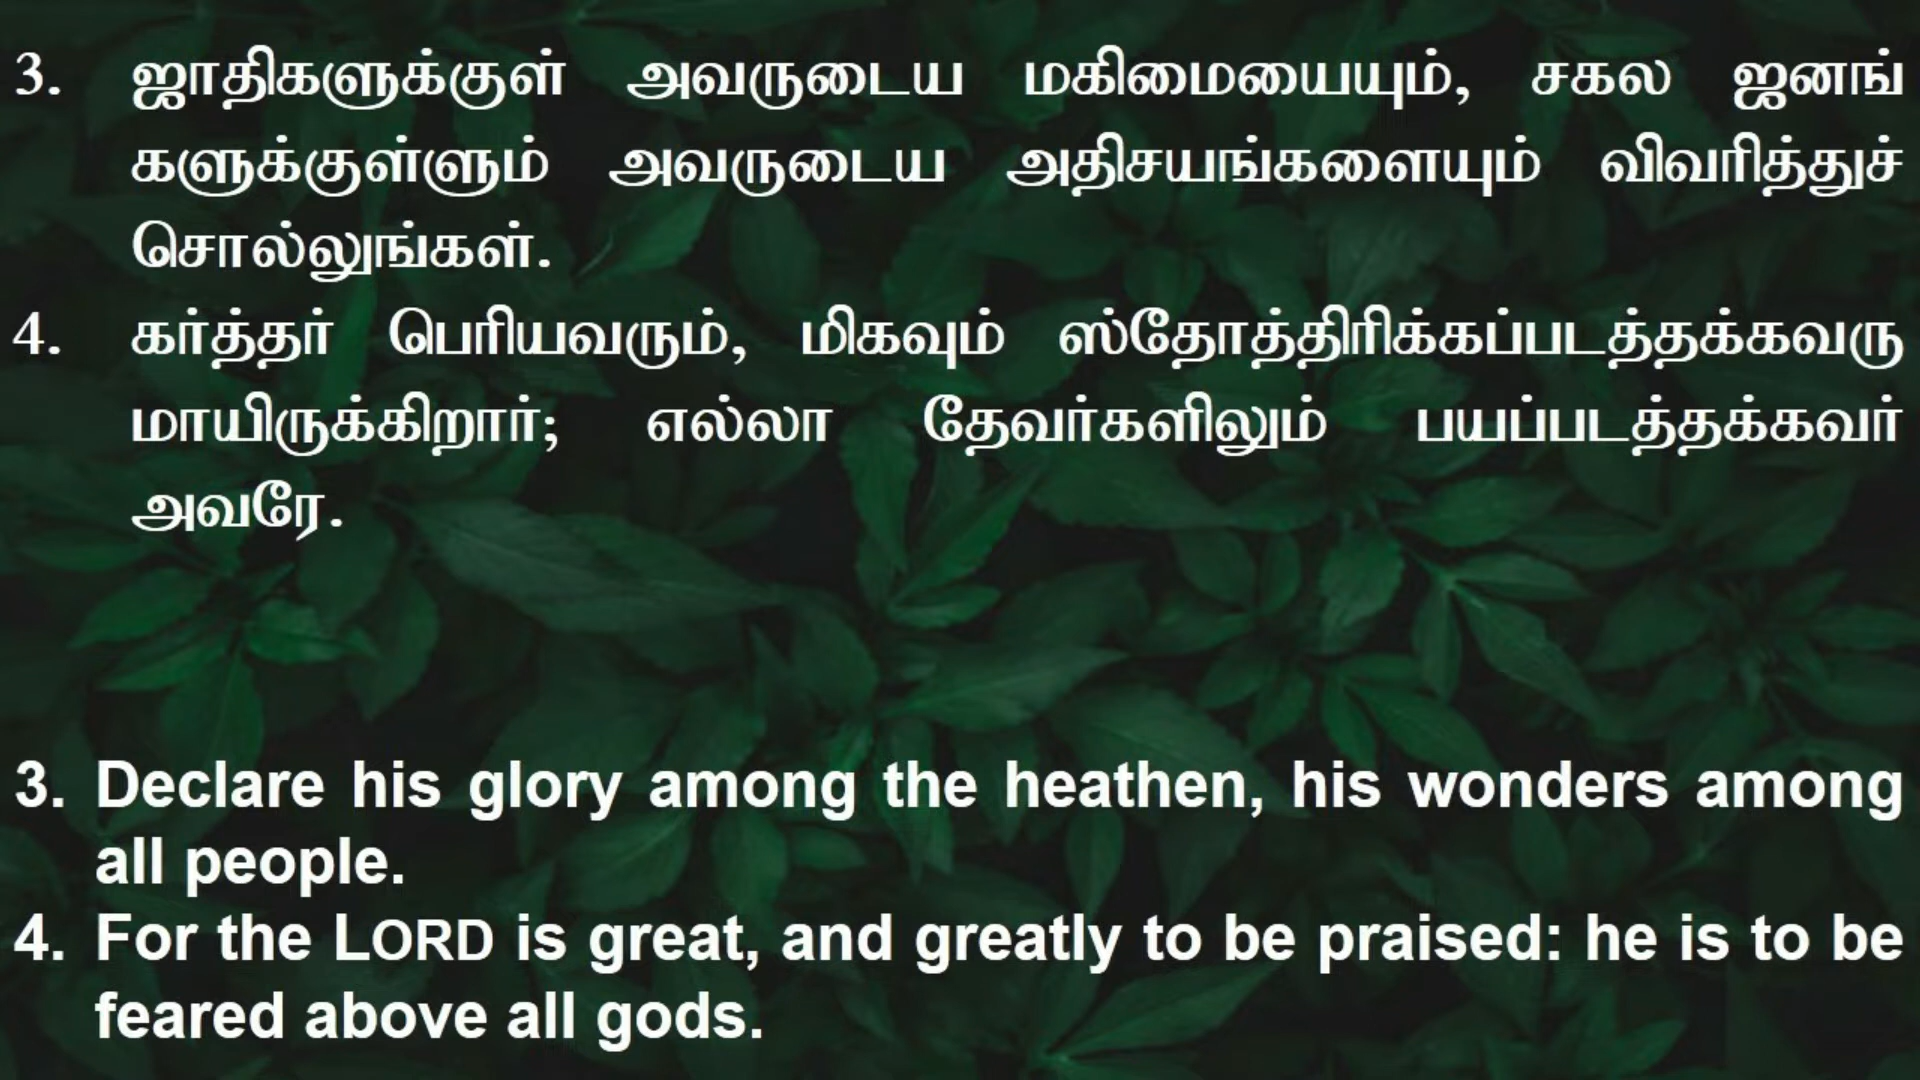 3. ஜாதிகளுக்குள் அவருடைய மகிமையையும், சகல ஜனங்
களுக்குள்ளும் அவருடைய அதிசயங்களையும் விவரித்துச்
சொல்லுங்கள்.
4. கர்த்தர் பெரியவரும், மிகவும் ஸ்தோத்திரிக்கப்படத்தக்கவரு
மாயிருக்கிறார்; எல்லா தேவர்களிலும் பயப்படத்தக்கவர்
அவரே.
3. Declare his glory among the heathen, his wonders among
all people.
4. For the LORD is great, and greatly to be praised: he is to be
feared above all gods.